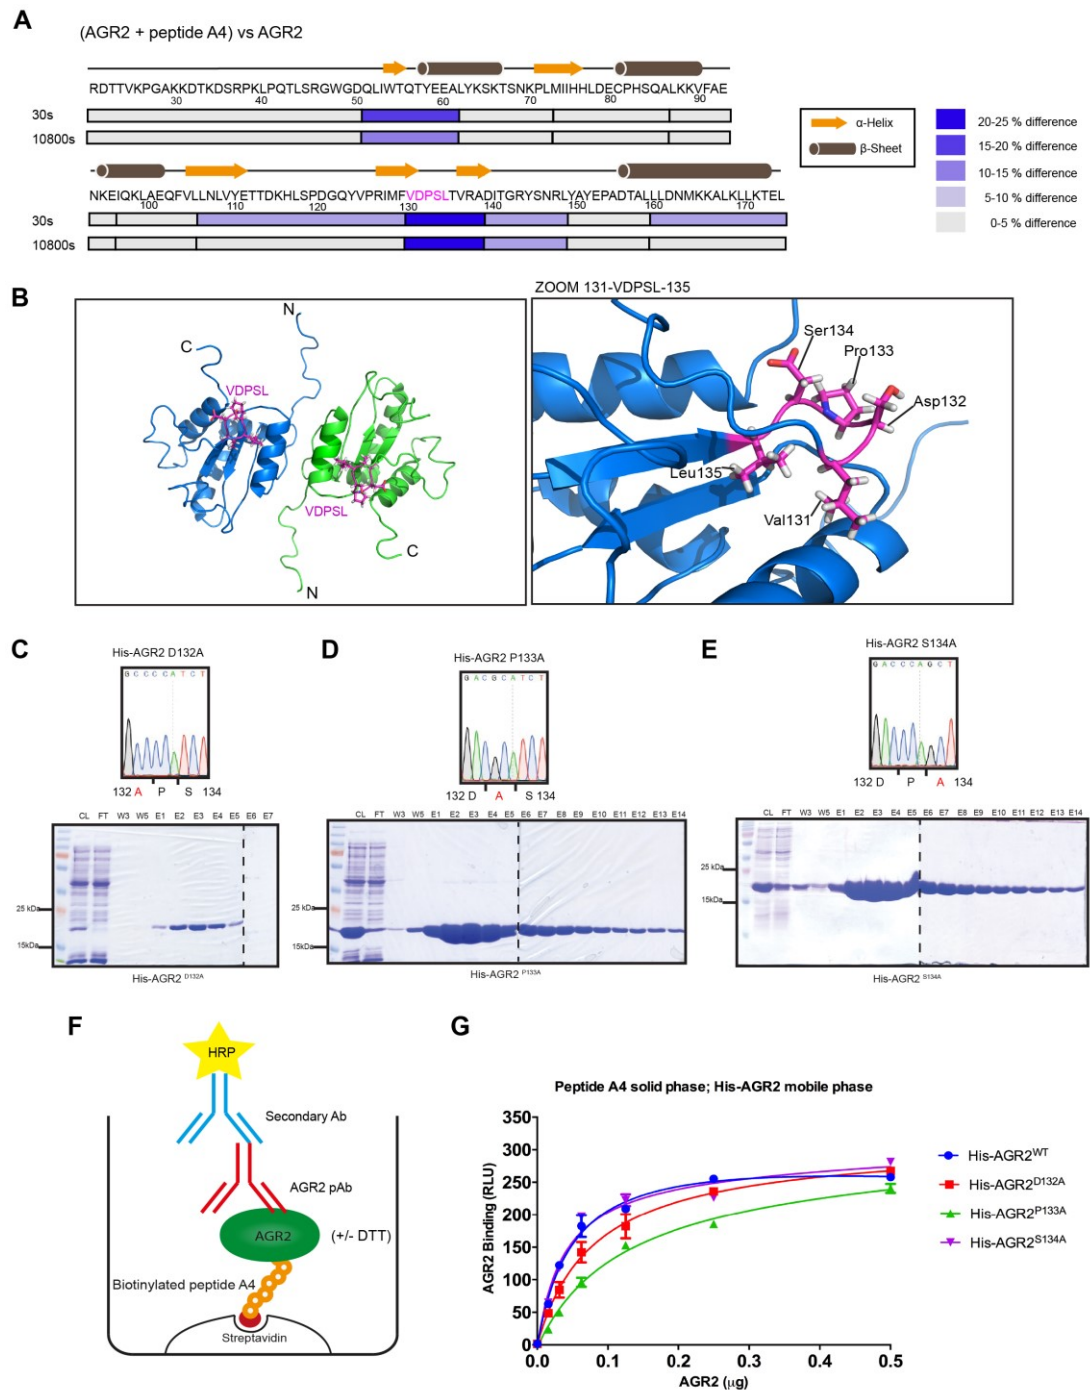 A
(AGR2 + peptide A4) vs AGR2
RDTTVKPGAKKDTKDSRPKLPQTLSRGWGDQLIWTQTYEEALYKSKTSNKPLMIIHHLDECPHSQALKKVFAE
30 40 50 60 70 80 90
30s
10800s
NKEIQKLAEQFVLLNLVYETTDKHLSPDGQYVPRIMFVDPSLTVRADITGRYSNRLYAYEPADTALLLDNMKKALKLLKTEL
100 110 120 130 140 150 160 170
30s
10800s
α-Helix
β-Sheet
20-25 % difference
15-20 % difference
10-15 % difference
5-10 % difference
0-5 % difference
B
N
C
VDPSL
VDPSL
C
N
ZOOM 131-VDPSL-135
Ser134
Pro133
Asp132
Leu135
Val131
C
His-AGR2 D132A
G C C C C A T C T
132 A P S 134
CL FT W3 W5 E1 E2 E3 E4 E5 E6 E7
25 kDa
15kDa
His-AGR2 D132A
D
His-AGR2 P133A
G A C G C A T C T
132 D A S 134
CL FT W3 W5 E1 E2 E3 E4 E5 E6 E7 E8 E9 E10 E11 E12 E13 E14
25 kDa
15kDa
His-AGR2 P133A
E
His-AGR2 S134A
G A C C C A G C T
132 D P A 134
CL FT W3 W5 E1 E2 E3 E4 E5 E6 E7 E8 E9 E10 E11 E12 E13 E14
25 kDa
15kDa
His-AGR2 S134A
F
HRP
Secondary Ab
AGR2 pAb
AGR2
(+/- DTT)
Biotinylated peptide A4
Streptavidin
G
Peptide A4 solid phase; His-AGR2 mobile phase
AGR2 Binding (RLU)
350
300
250
200
150
100
50
0
0.0 0.1 0.2 0.3 0.4 0.5
AGR2 (µg)
His-AGR2WT
His-AGR2D132A
His-AGR2P133A
His-AGR2S134A